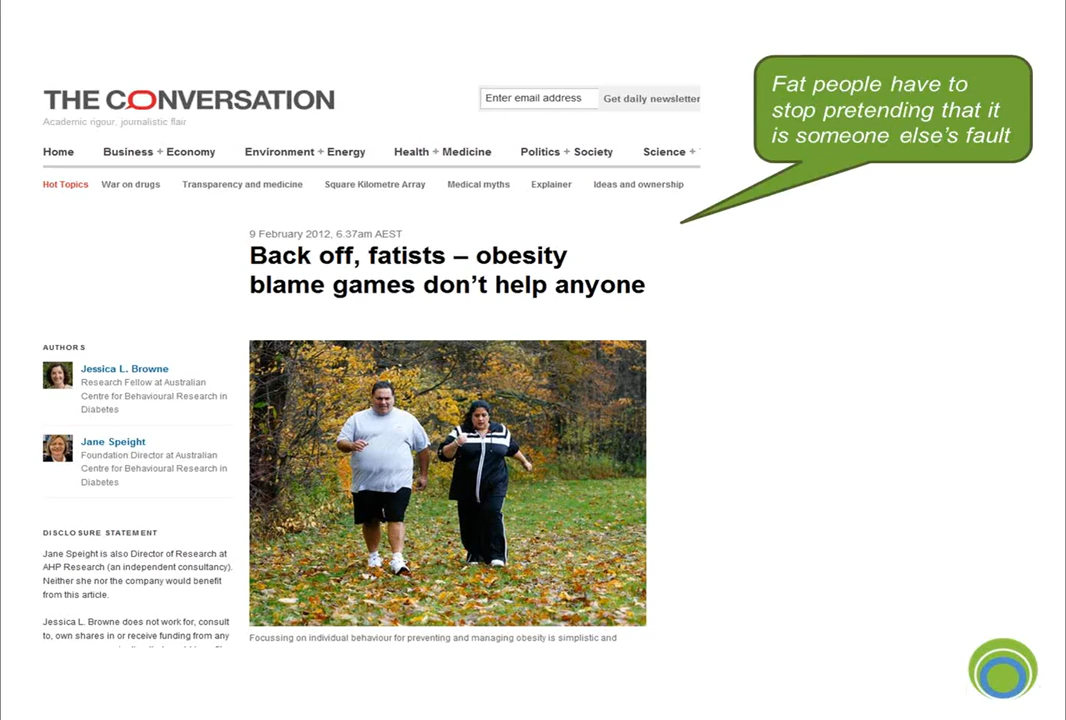 THE CONVERSATION
Academic rigour, journalistic flair
Enter email address
Get daily newsletter
Home
Business + Economy
Environment + Energy
Health + Medicine
Politics + Society
Science +
Hot Topics
War on drugs
Transparency and medicine
Square Kilometre Array
Medical myths
Explainer
Ideas and ownership
Fat people have to
stop pretending that it
is someone else's fault
9 February 2012, 6.37am AEST
Back off, fatists – obesity
blame games don't help anyone
AUTHORS
Jessica L. Browne
Research Fellow at Australian
Centre for Behavioural Research in
Diabetes
Jane Speight
Foundation Director at Australian
Centre for Behavioural Research in
Diabetes
DISCLOSURE STATEMENT
Jane Speight is also Director of Research at
AHP Research (an independent consultancy).
Neither she nor the company would benefit
from this article.
Jessica L. Browne does not work for, consult
to, own shares in or receive funding from any
Focussing on individual behaviour for preventing and managing obesity is simplistic and